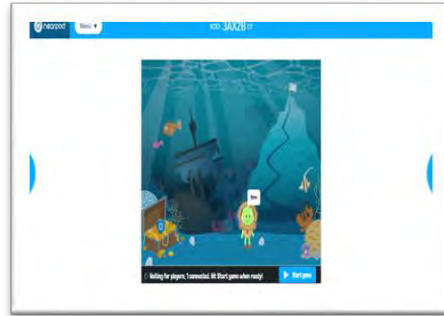 nearpod
Menu ▾
3AX2B
Waiting for players, 1 connected. Hit Start game when ready!
Start game